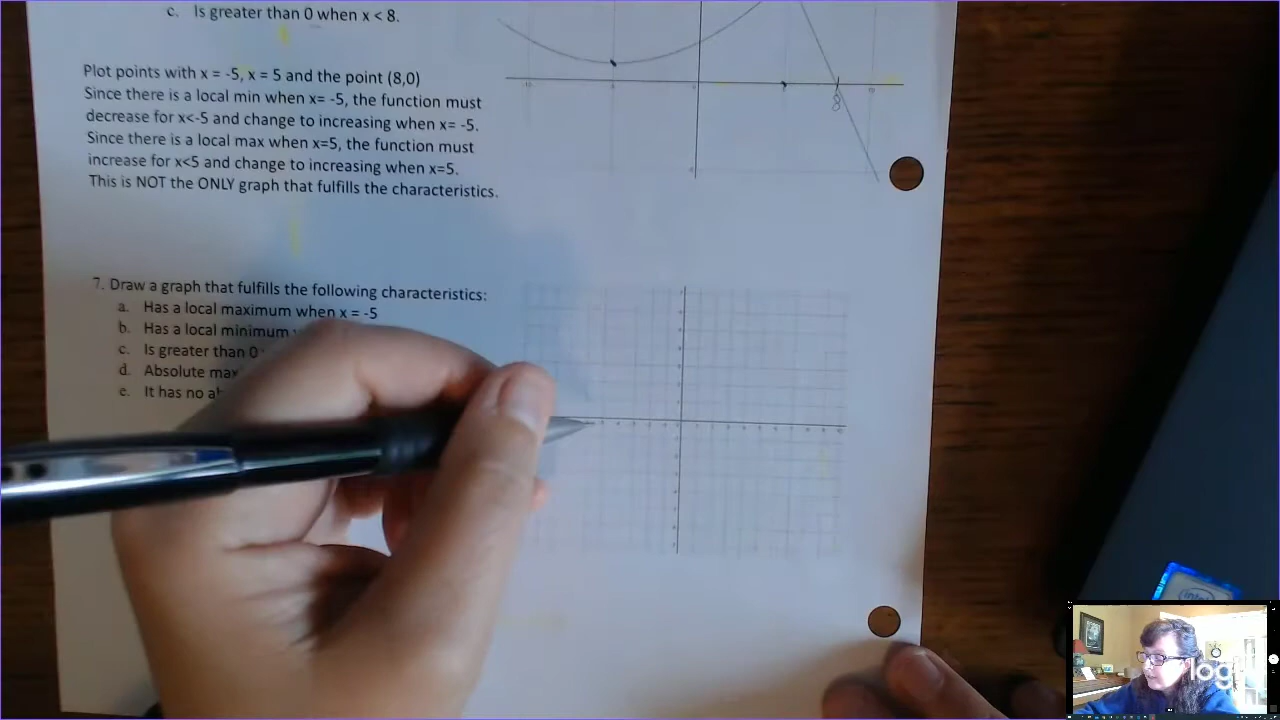 c. Is greater than 0 when x < 8.
Plot points with x = -5, x = 5 and the point (8,0)
Since there is a local min when x= -5, the function must
decrease for x<-5 and change to increasing when x= -5.
Since there is a local max when x=5, the function must
increase for x<5 and change to increasing when x=5.
This is NOT the ONLY graph that fulfills the characteristics.
8
7. Draw a graph that fulfills the following characteristics:
a. Has a local maximum when x = -5
b. Has a local minimum
c. Is greater than 0
d. Absolute
e. It has no
intel
log